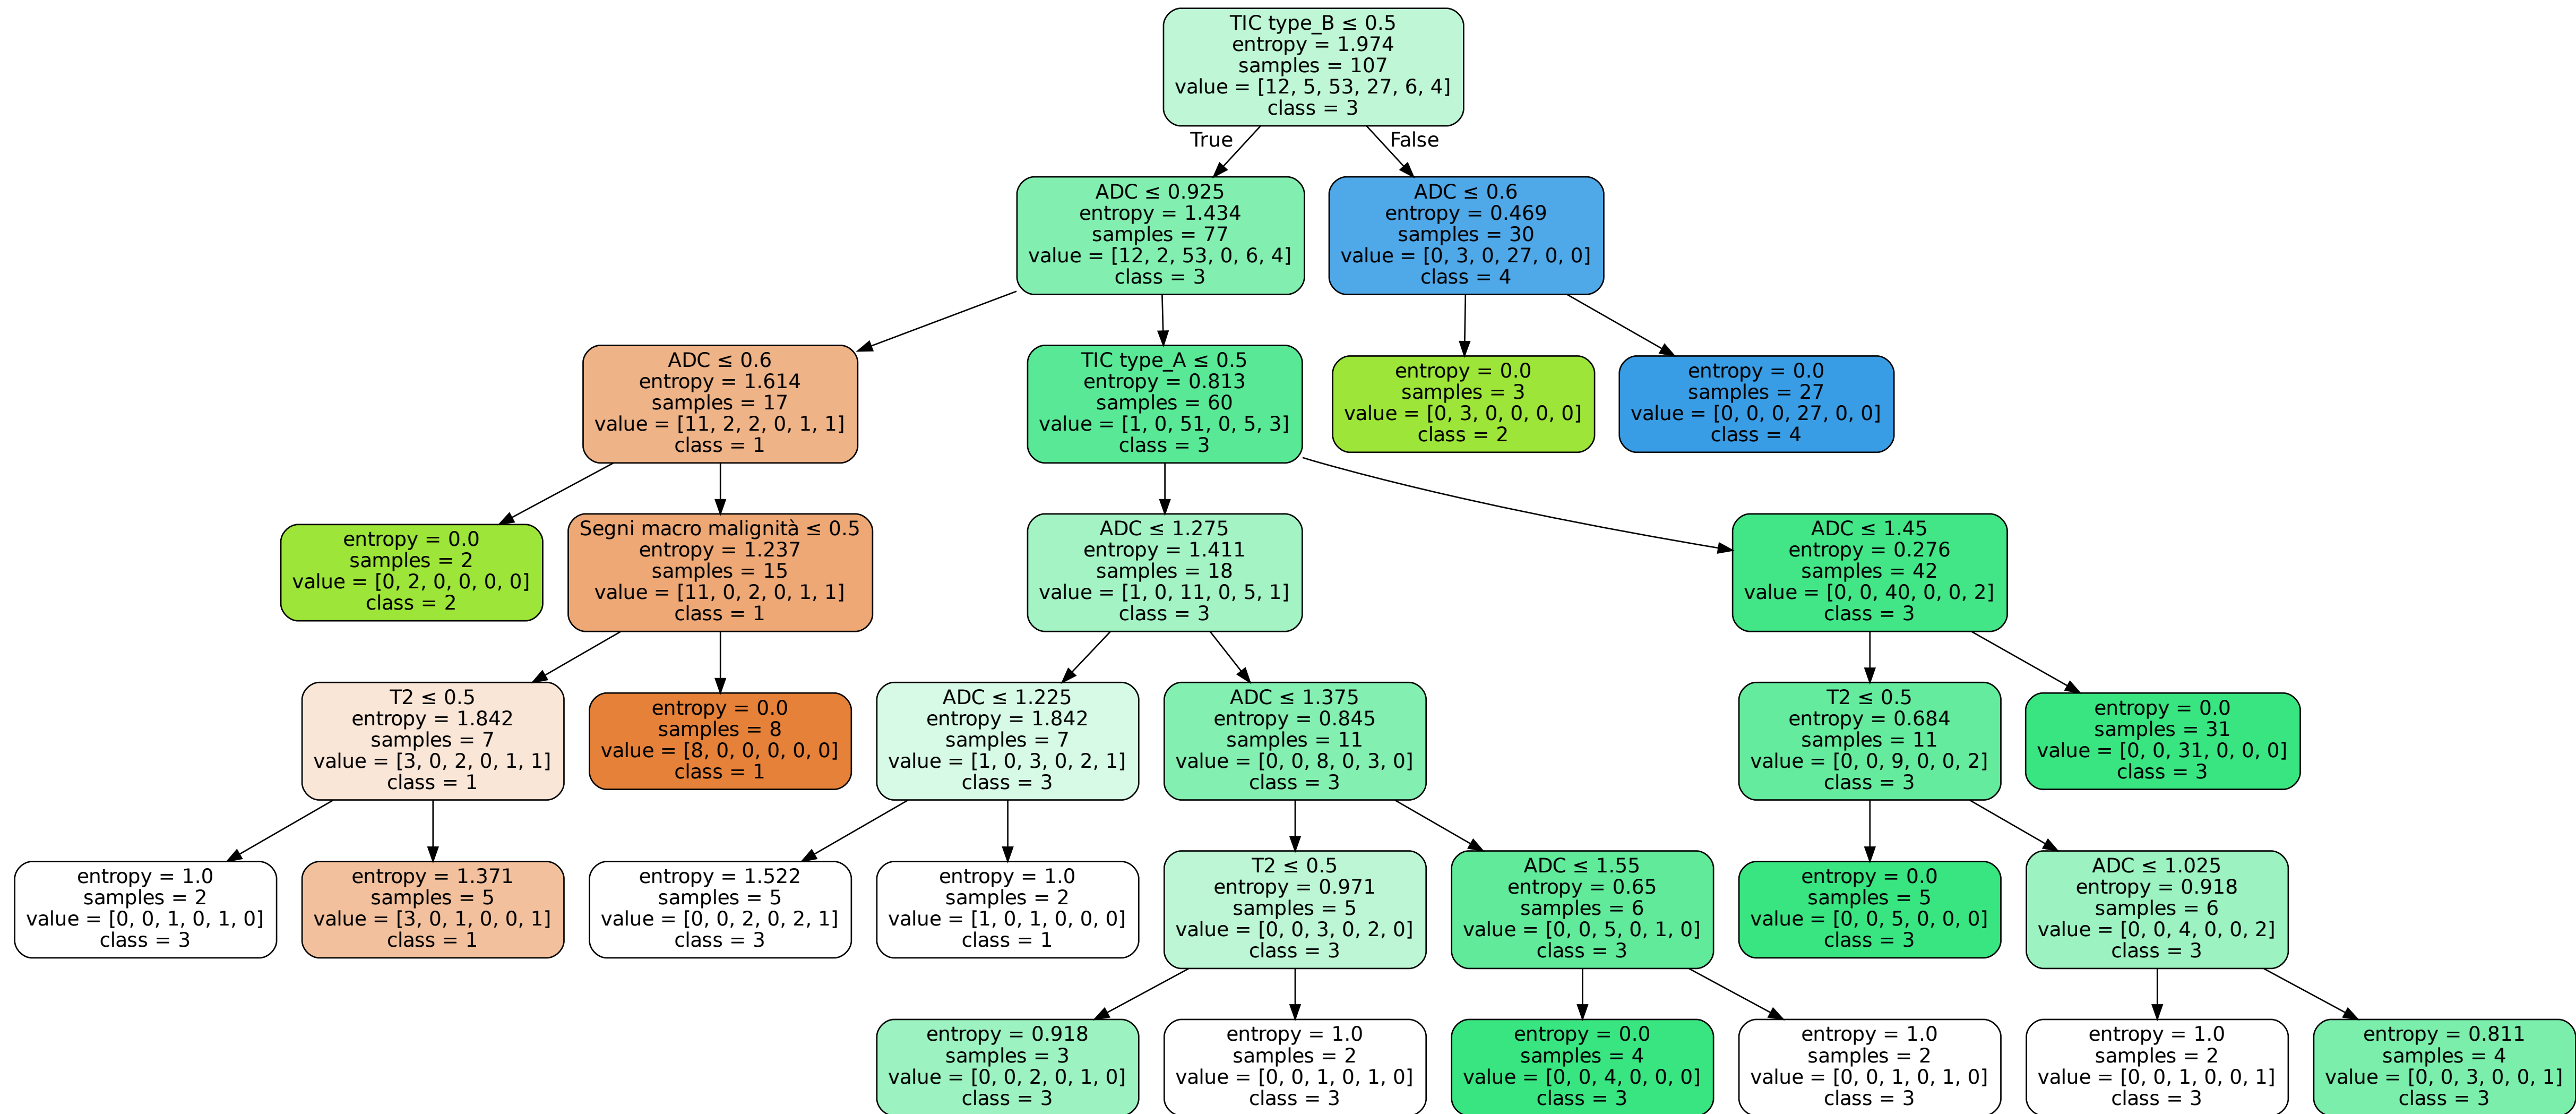 TIC type_B ≤ 0.5
entropy = 1.974
samples = 107
value = [12, 5, 53, 27, 6, 4]
class = 3
True
False
ADC ≤ 0.925
entropy = 1.434
samples = 77
value = [12, 2, 53, 0, 6, 4]
class = 3
ADC ≤ 0.6
entropy = 0.469
samples = 30
value = [0, 3, 0, 27, 0, 0]
class = 4
ADC ≤ 0.6
entropy = 1.614
samples = 17
value = [11, 2, 2, 0, 1, 1]
class = 1
TIC type_A ≤ 0.5
entropy = 0.813
samples = 60
value = [1, 0, 51, 0, 5, 3]
class = 3
entropy = 0.0
samples = 3
value = [0, 3, 0, 0, 0, 0]
class = 2
entropy = 0.0
samples = 27
value = [0, 0, 0, 27, 0, 0]
class = 4
entropy = 0.0
samples = 2
value = [0, 2, 0, 0, 0, 0]
class = 2
Segni macro malignità ≤ 0.5
entropy = 1.237
samples = 15
value = [11, 0, 2, 0, 1, 1]
class = 1
ADC ≤ 1.275
entropy = 1.411
samples = 18
value = [1, 0, 11, 0, 5, 1]
class = 3
ADC ≤ 1.45
entropy = 0.276
samples = 42
value = [0, 0, 40, 0, 0, 2]
class = 3
T2 ≤ 0.5
entropy = 1.842
samples = 7
value = [3, 0, 2, 0, 1, 1]
class = 1
entropy = 0.0
samples = 8
value = [8, 0, 0, 0, 0, 0]
class = 1
ADC ≤ 1.225
entropy = 1.842
samples = 7
value = [1, 0, 3, 0, 2, 1]
class = 3
ADC ≤ 1.375
entropy = 0.845
samples = 11
value = [0, 0, 8, 0, 3, 0]
class = 3
T2 ≤ 0.5
entropy = 0.684
samples = 11
value = [0, 0, 9, 0, 0, 2]
class = 3
entropy = 0.0
samples = 31
value = [0, 0, 31, 0, 0, 0]
class = 3
entropy = 1.0
samples = 2
value = [0, 0, 1, 0, 1, 0]
class = 3
entropy = 1.371
samples = 5
value = [3, 0, 1, 0, 0, 1]
class = 1
entropy = 1.522
samples = 5
value = [0, 0, 2, 0, 2, 1]
class = 3
entropy = 1.0
samples = 2
value = [1, 0, 1, 0, 0, 0]
class = 1
T2 ≤ 0.5
entropy = 0.971
samples = 5
value = [0, 0, 3, 0, 2, 0]
class = 3
ADC ≤ 1.55
entropy = 0.65
samples = 6
value = [0, 0, 5, 0, 1, 0]
class = 3
entropy = 0.0
samples = 5
value = [0, 0, 5, 0, 0, 0]
class = 3
ADC ≤ 1.025
entropy = 0.918
samples = 6
value = [0, 0, 4, 0, 0, 2]
class = 3
entropy = 0.918
samples = 3
value = [0, 0, 2, 0, 1, 0]
class = 3
entropy = 1.0
samples = 2
value = [0, 0, 1, 0, 1, 0]
class = 3
entropy = 0.0
samples = 4
value = [0, 0, 4, 0, 0, 0]
class = 3
entropy = 1.0
samples = 2
value = [0, 0, 1, 0, 1, 0]
class = 3
entropy = 1.0
samples = 2
value = [0, 0, 1, 0, 0, 1]
class = 3
entropy = 0.811
samples = 4
value = [0, 0, 3, 0, 0, 1]
class = 3